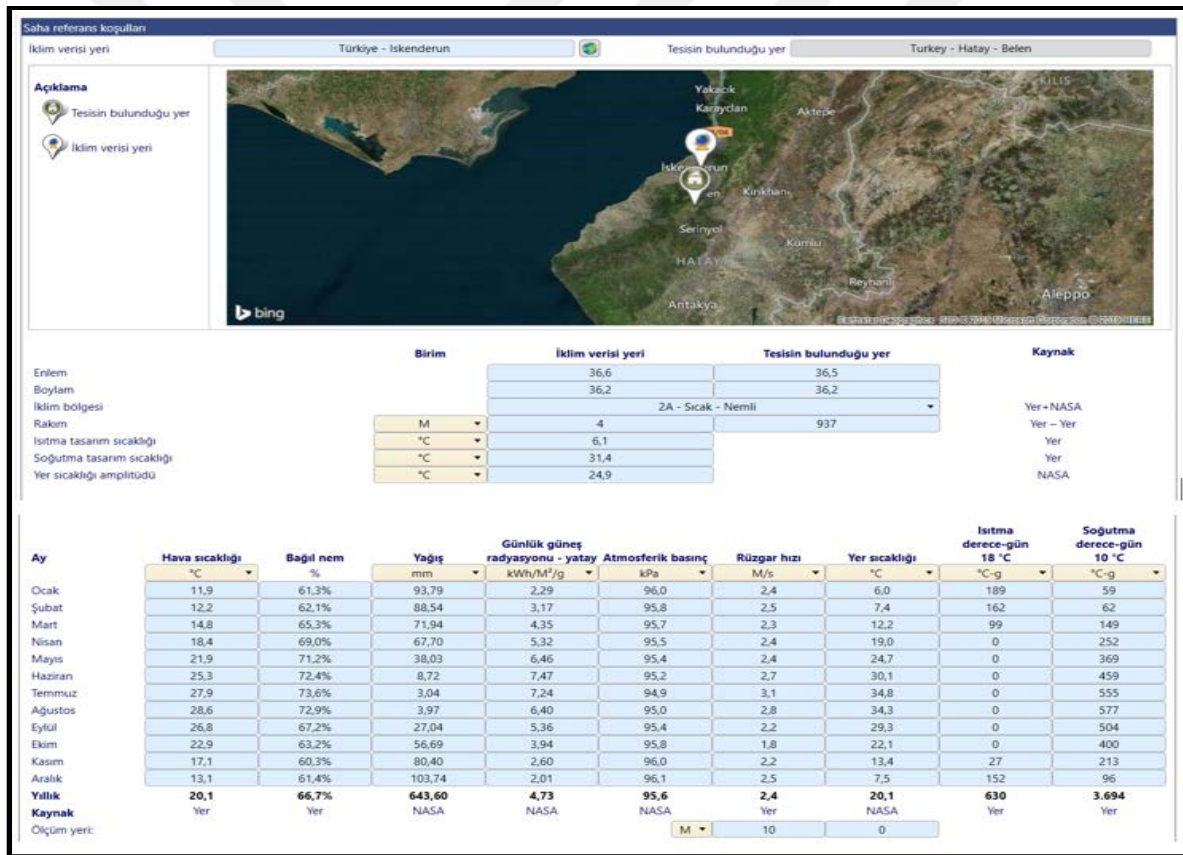 Saha referans koşulları
İklim verisi yeri Türkiye - Iskenderun Tesisin bulunduğu yer Turkey - Hatay - Belen
Açıklama
Tesisin bulunduğu yer
İklim verisi yeri
Yakacık
Karayclan
Aktepe
KILIS
Kırıkhan
Serinyol
Kumlu
HATAY
Reyhanlı
Antakya
Aleppo
bing
Birim İklim verisi yeri Tesisin bulunduğu yer Kaynak
Enlem 36,6 36,5
Boylam 36,2 36,2
İklim bölgesi 2A - Sıcak - Nemli Yer+NASA
Rakım M 4 937 Yer – Yer
Isıtma tasarım sıcaklığı °C 6,1 Yer
Soğutma tasarım sıcaklığı °C 31,4 Yer
Yer sıcaklığı amplitüdü °C 24,9 NASA
Isıtma Soğutma
Günlük güneş derece-gün derece-gün
Ay Hava sıcaklığı Bağıl nem Yağış radyasyonu - yatay Atmosferik basınç Rüzgar hızı Yer sıcaklığı 18 °C 10 °C
°C % mm kWh/M²/g kPa M/s °C °C-g °C-g
Ocak 11,9 61,3% 93,79 2,29 96,0 2,4 6,0 189 59
Şubat 12,2 62,1% 88,54 3,17 95,8 2,5 7,4 162 62
Mart 14,8 65,3% 71,94 4,35 95,7 2,3 12,2 99 149
Nisan 18,4 69,0% 67,70 5,32 95,5 2,4 19,0 0 252
Mayıs 21,9 71,2% 38,03 6,46 95,4 2,4 24,7 0 369
Haziran 25,3 72,4% 8,72 7,47 95,2 2,7 30,1 0 459
Temmuz 27,9 73,6% 3,04 7,24 94,9 3,1 34,8 0 555
Ağustos 28,6 72,9% 3,97 6,40 95,0 2,8 34,3 0 577
Eylül 26,8 67,2% 27,04 5,36 95,4 2,2 29,3 0 504
Ekim 22,9 63,2% 56,69 3,94 95,8 1,8 22,1 0 400
Kasım 17,1 60,3% 80,40 2,60 96,0 2,2 13,4 27 213
Aralık 13,1 61,4% 103,74 2,01 96,1 2,5 7,5 152 96
Yıllık 20,1 66,7% 643,60 4,73 95,6 2,4 20,1 630 3.694
Kaynak Yer Yer NASA NASA NASA Yer NASA Yer Yer
Ölçüm yeri: M 10 0